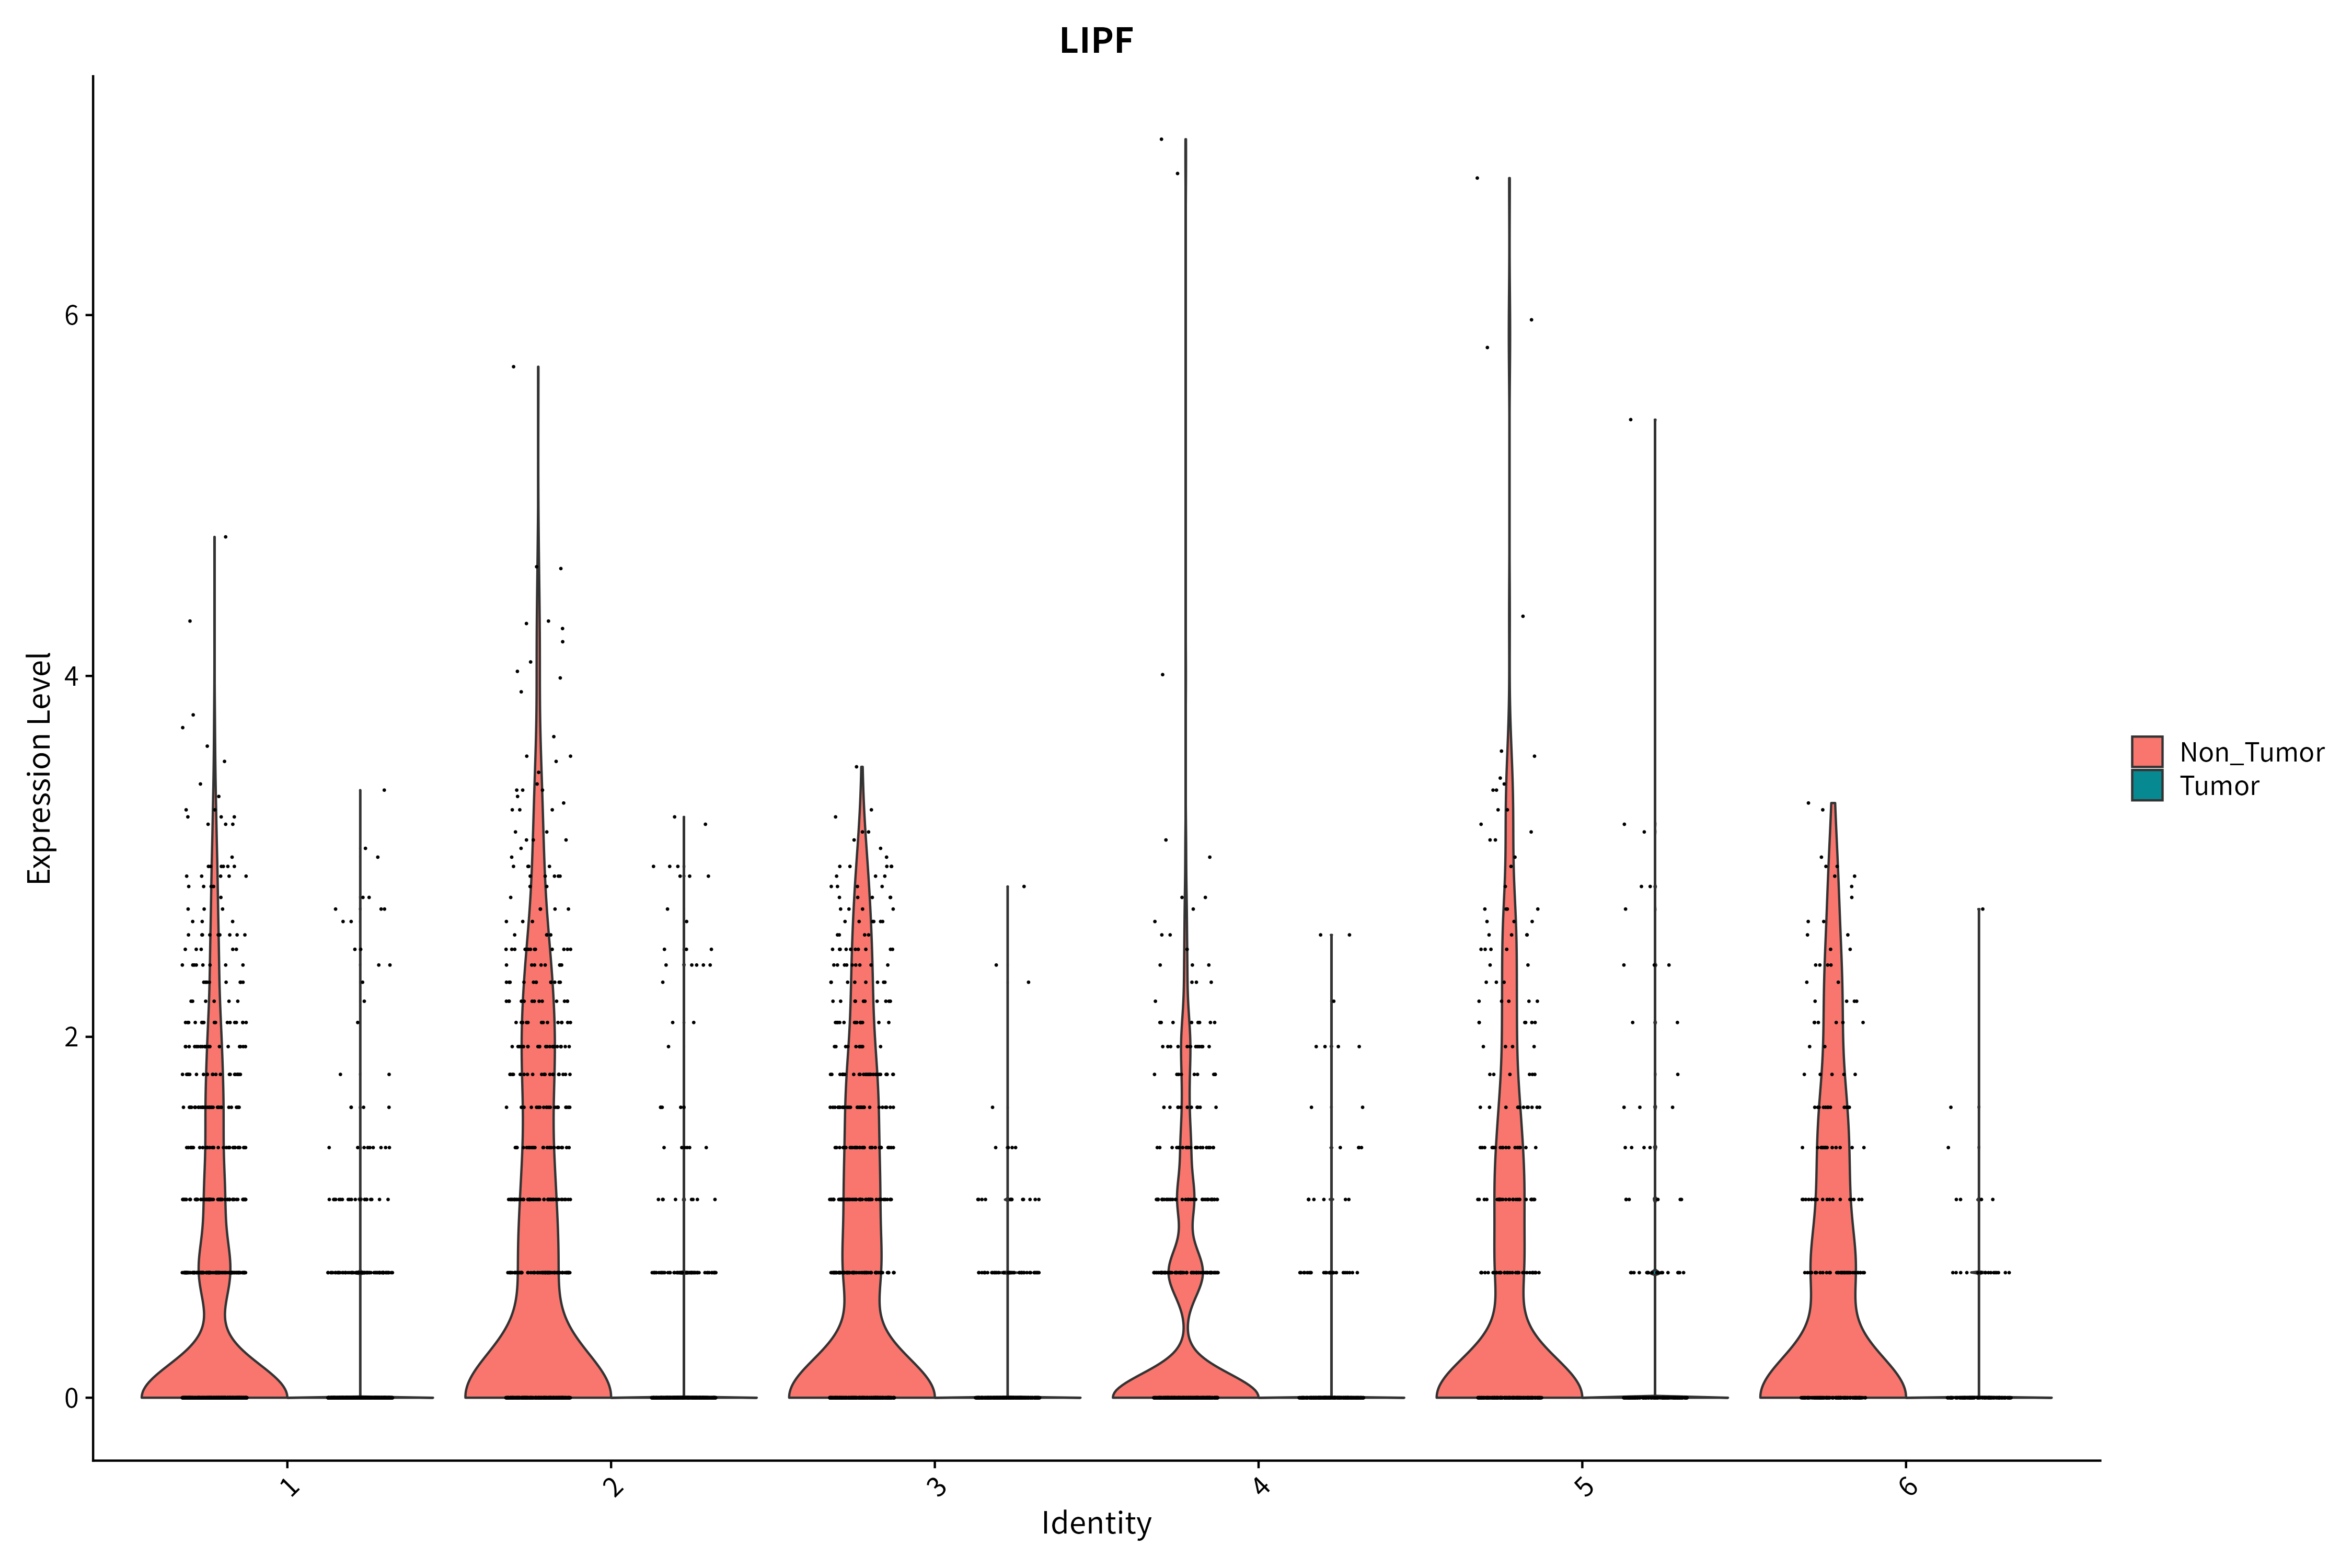 LIPF
Expression Level
6
4
2
0
1
2
3
4
5
6
Identity
Non_Tumor
Tumor